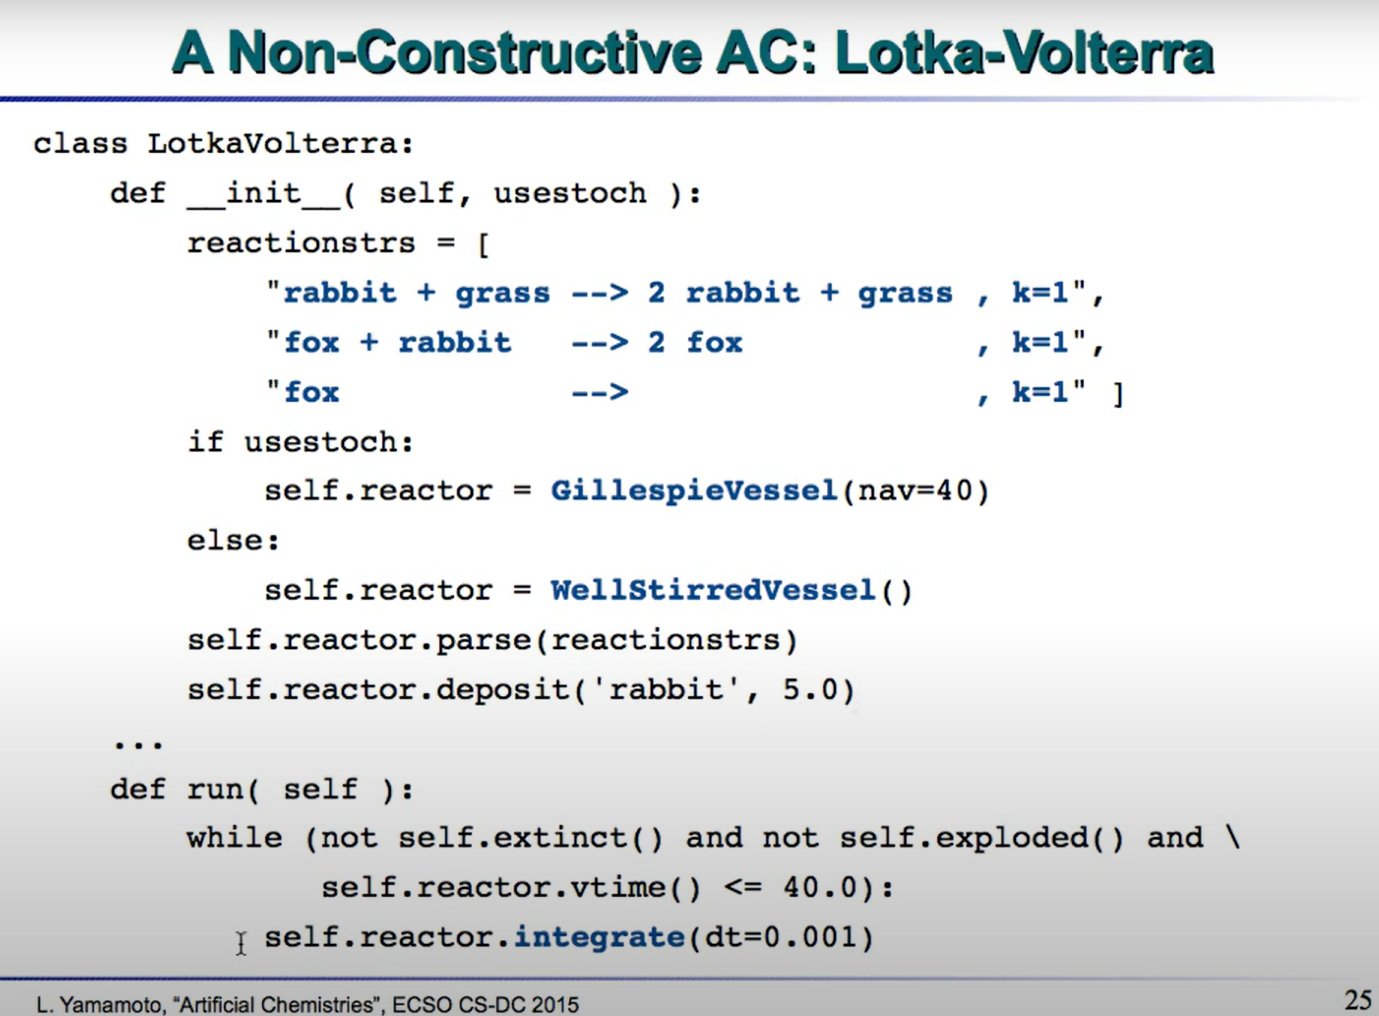 A Non-Constructive AC: Lotka-Volterra
class LotkaVolterra:
    def __init__( self, usestoch ):
        reactionstrs = [
            "rabbit + grass --> 2 rabbit + grass , k=1",
            "fox + rabbit   --> 2 fox            , k=1",
            "fox            -->                  , k=1" ]
        if usestoch:
            self.reactor = GillespieVessel(nav=40)
        else:
            self.reactor = WellStirredVessel()
        self.reactor.parse(reactionstrs)
        self.reactor.deposit('rabbit', 5.0)
    ...
    def run( self ):
        while (not self.extinct() and not self.exploded() and \
               self.reactor.vtime() <= 40.0):
            self.reactor.integrate(dt=0.001)
L. Yamamoto, "Artificial Chemistries", ECSO CS-DC 2015
25